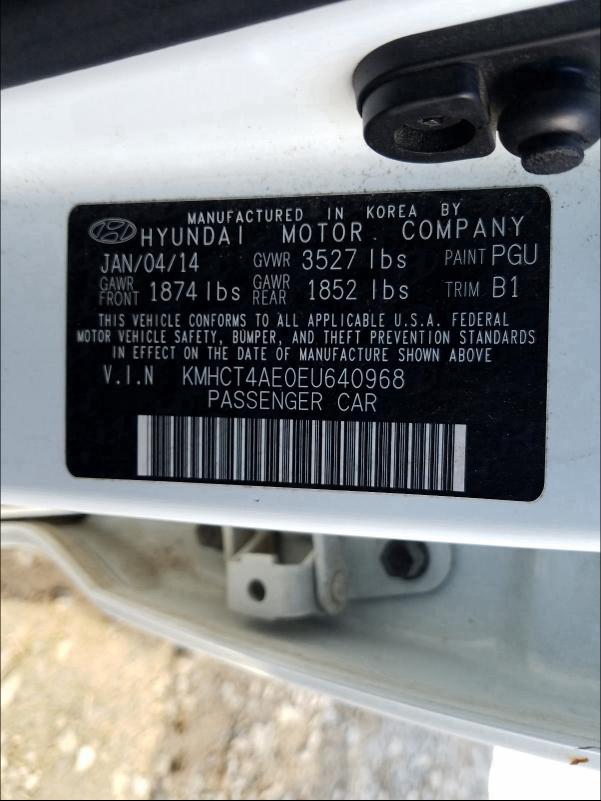 MANUFACTURED IN KOREA BY
HYUNDAI MOTOR COMPANY
JAN/04/14 GVWR 3527 lbs PAINT PGU
GAWR FRONT 1874 lbs GAWR REAR 1852 lbs TRIM B1
THIS VEHICLE CONFORMS TO ALL APPLICABLE U.S.A. FEDERAL
MOTOR VEHICLE SAFETY, BUMPER, AND THEFT PREVENTION STANDARDS
IN EFFECT ON THE DATE OF MANUFACTURE SHOWN ABOVE
V.I.N KMHCT4AE0EU640968
PASSENGER CAR